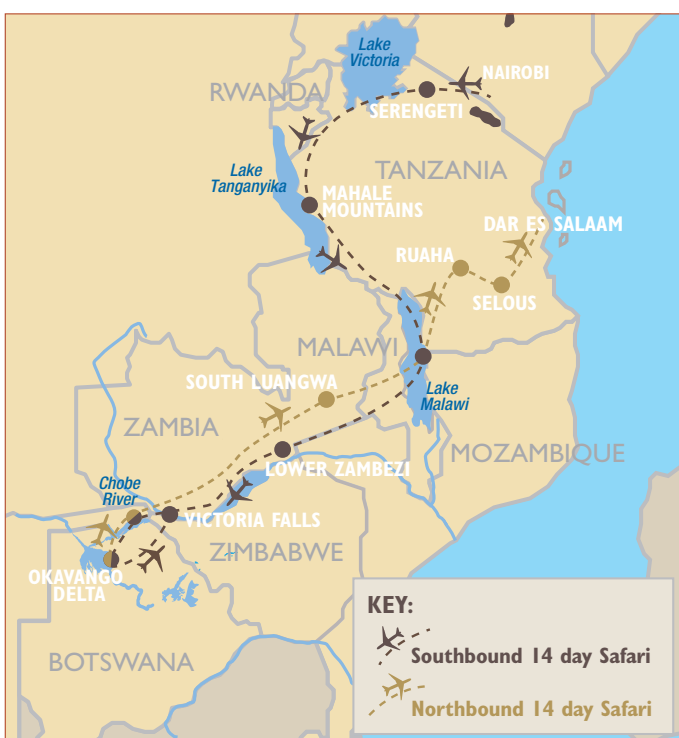 Lake
Victoria
NAIROBI
RWANDA
SERENGETI
Lake
Tanganyika
TANZANIA
MAHALE
MOUNTAINS
DAR ES SALAAM
RUAHA
SELOUS
MALAWI
SOUTH LUANGWA
Lake
Malawi
ZAMBIA
MOZAMBIQUE
LOWER ZAMBEZI
Chobe
River
VICTORIA FALLS
ZIMBABWE
OKAVANGO
DELTA
BOTSWANA
KEY:
Southbound 14 day Safari
Northbound 14 day Safari